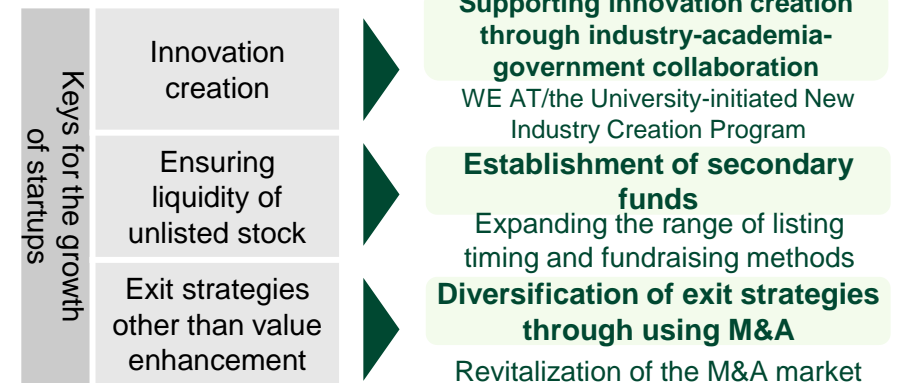 Keys for the growth
of startups
Innovation
creation
Supporting innovation creation
through industry-academia-
government collaboration
WE AT/the University-initiated New
Industry Creation Program
Ensuring
liquidity of
unlisted stock
Establishment of secondary
funds
Expanding the range of listing
timing and fundraising methods
Exit strategies
other than value
enhancement
Diversification of exit strategies
through using M&A
Revitalization of the M&A market